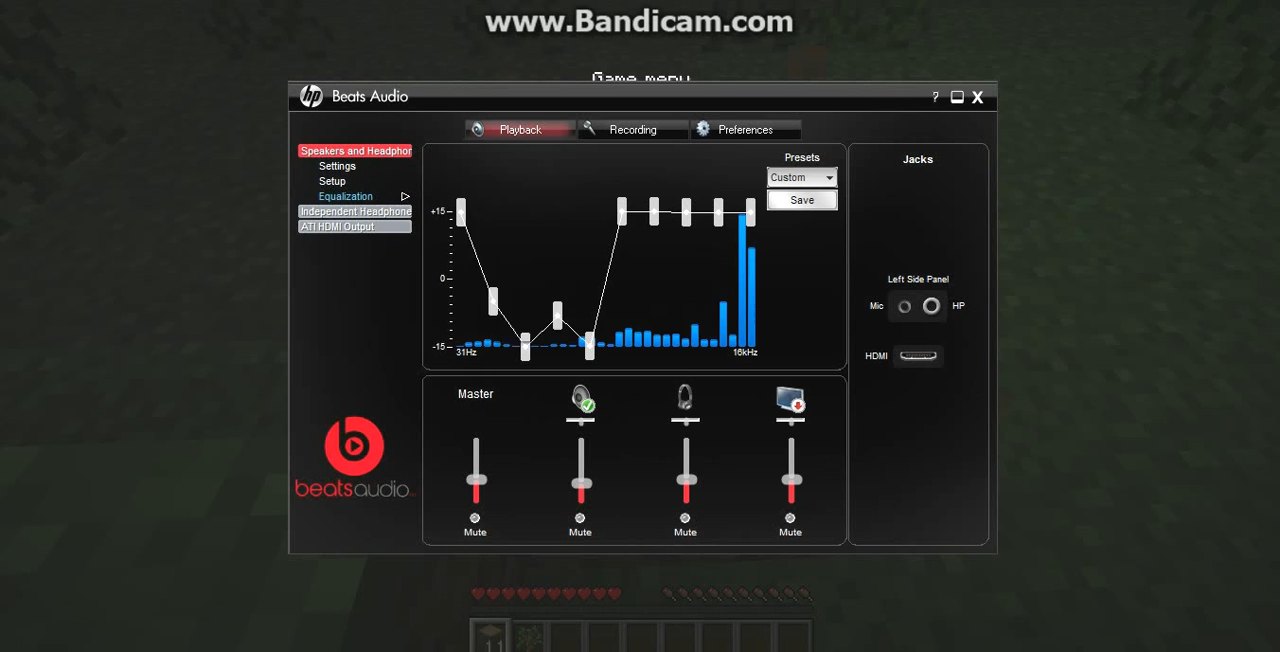 www.Bandicam.com
Game menu
hp Beats Audio ? X
Playback Recording Preferences
Speakers and Headphor
Settings
Setup
Equalization
Independent Headphone
ATI HDMI Output
Presets
Custom
Save
+15
0
-15
31Hz 16kHz
Jacks
Left Side Panel
Mic HP
HDMI
Master
Mute Mute Mute Mute
b
beatsaudio
11